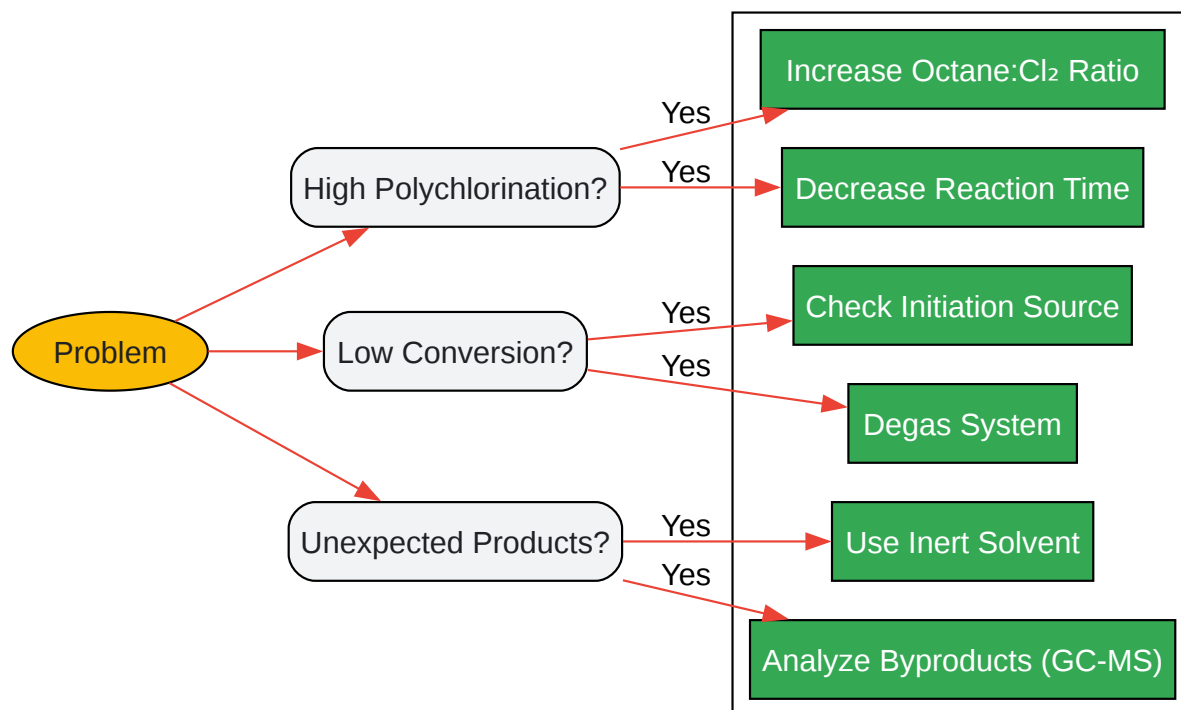 Increase Octane:Cl₂ Ratio
Yes
High Polychlorination?
Yes
Decrease Reaction Time
Check Initiation Source
Yes
Problem
Low Conversion?
Yes
Degas System
Unexpected Products?
Yes
Use Inert Solvent
Yes
Analyze Byproducts (GC-MS)